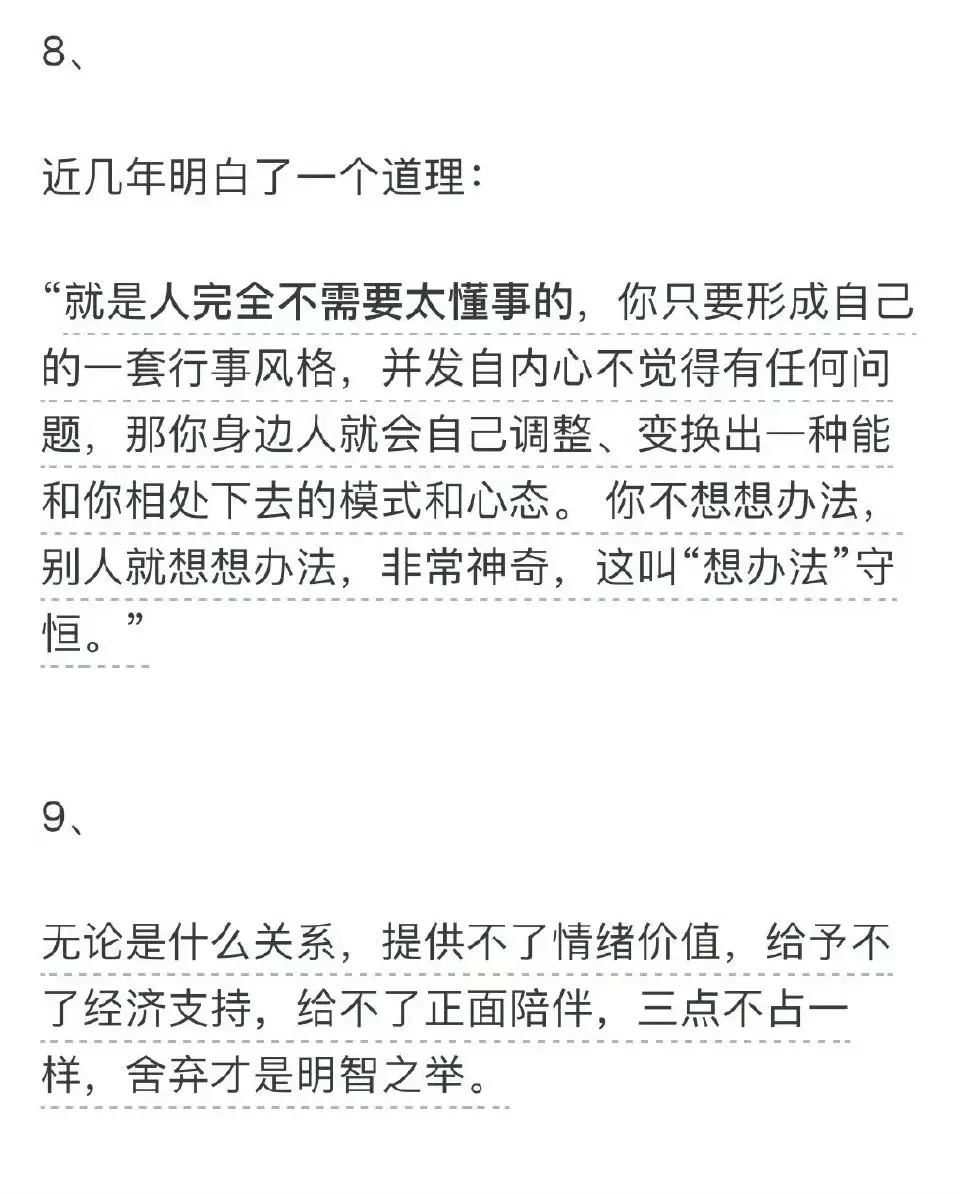 8、
近几年明白了一个道理：
“就是人完全不需要太懂事的，你只要形成自己
的一套行事风格，并发自内心不觉得有任何问
题，那你身边人就会自己调整、变换出一种能
和你相处下去的模式和心态。 你不想想办法，
别人就想想办法，非常神奇，这叫“想办法”守
恒。”
9、
无论是什么关系，提供不了情绪价值，给予不
了经济支持，给不了正面陪伴，三点不占一
样，舍弃才是明智之举。